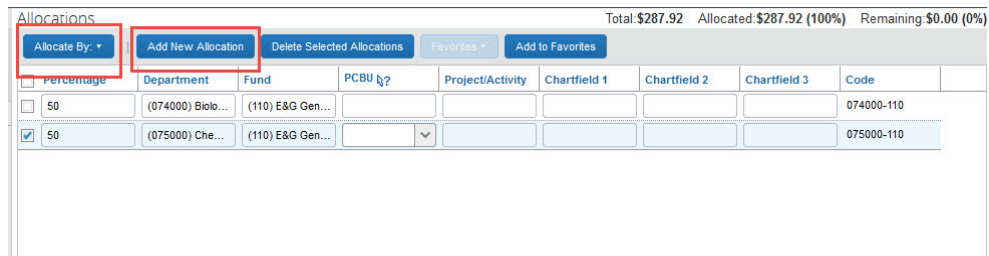 Allocations Total:$287.92 Allocated:$287.92 (100%) Remaining:$0.00 (0%)
Allocate By: Add New Allocation Delete Selected Allocations Favorites Add to Favorites
Percentage Department Fund PCBU ? Project/Activity Chartfield 1 Chartfield 2 Chartfield 3 Code
50 (074000) Biolo... (110) E&G Gen... 074000-110
50 (075000) Che... (110) E&G Gen... 075000-110